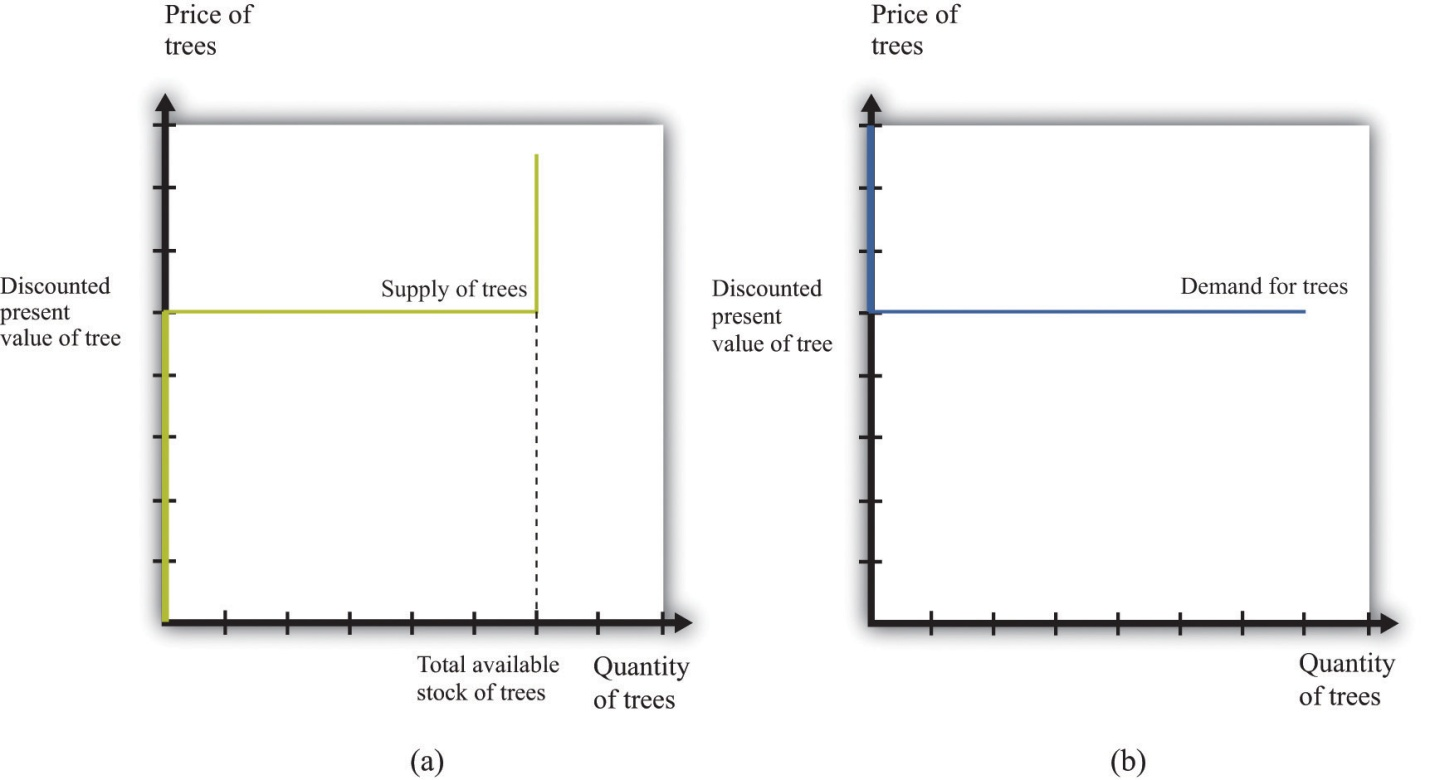 Price of
trees
Discounted
present
value of tree
Supply of trees
Total available
stock of trees
Quantity
of trees
(a)
Price of
trees
Discounted
present
value of tree
Demand for trees
Quantity
of trees
(b)